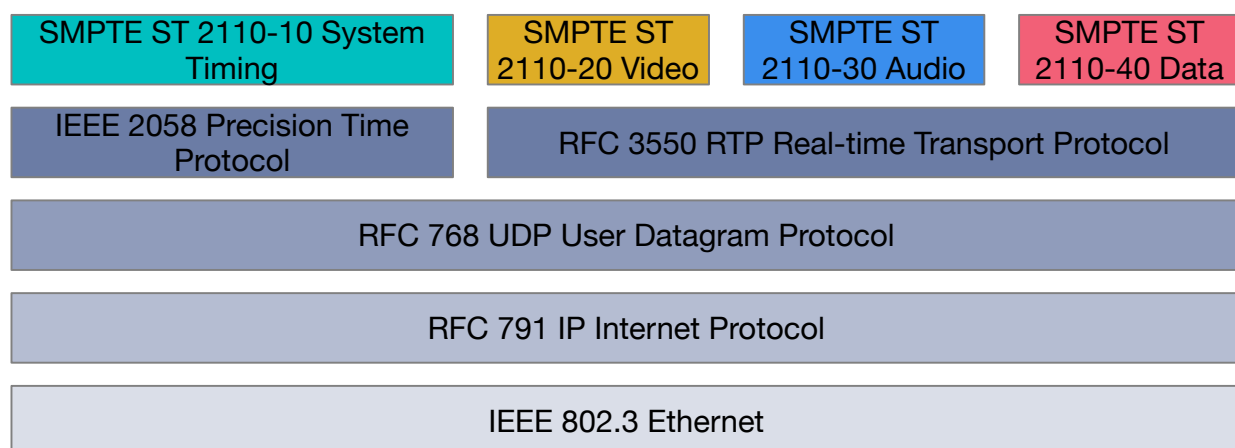 SMPTE ST 2110-10 System
Timing
SMPTE ST
2110-20 Video
SMPTE ST
2110-30 Audio
SMPTE ST
2110-40 Data
IEEE 2058 Precision Time
Protocol
RFC 3550 RTP Real-time Transport Protocol
RFC 768 UDP User Datagram Protocol
RFC 791 IP Internet Protocol
IEEE 802.3 Ethernet